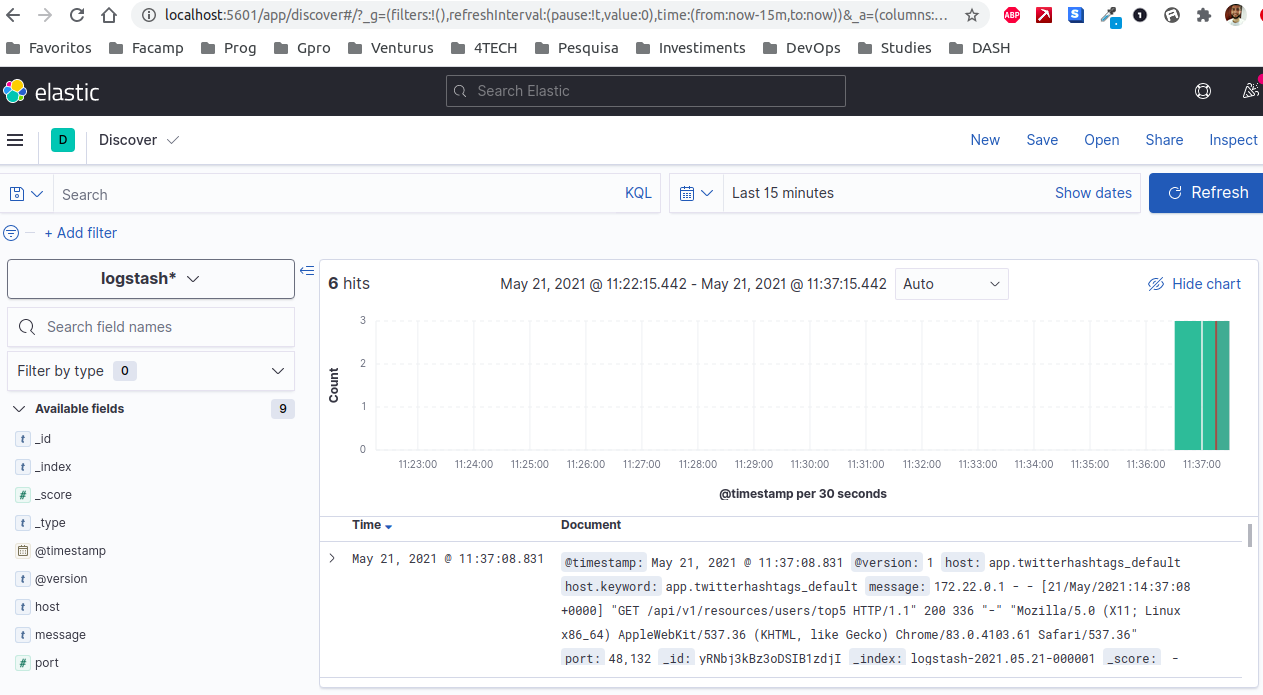 localhost:5601/app/discover#/?_g=(filters:!(),refreshInterval:(pause:!t,value:0),time:(from:now-15m,to:now))&_a=(columns:...
ABP S 1
Favoritos Facamp Prog Gpro Venturus 4TECH Pesquisa Investiments DevOps Studies DASH
elastic Search Elastic
D Discover New Save Open Share Inspect
Search KQL Last 15 minutes Show dates Refresh
+ Add filter
logstash*
Search field names
Filter by type 0
Available fields 9
t _id
t _index
# _score
t _type
@timestamp
t @version
t host
t message
# port
6 hits May 21, 2021 @ 11:22:15.442 - May 21, 2021 @ 11:37:15.442 Auto Hide chart
3
2
1
0
Count
11:23:00 11:24:00 11:25:00 11:26:00 11:27:00 11:28:00 11:29:00 11:30:00 11:31:00 11:32:00 11:33:00 11:34:00 11:35:00 11:36:00 11:37:00
@timestamp per 30 seconds
Time Document
May 21, 2021 @ 11:37:08.831 @timestamp: May 21, 2021 @ 11:37:08.831 @version: 1 host: app.twitterhashtags_default
host.keyword: app.twitterhashtags_default message: 172.22.0.1 - - [21/May/2021:14:37:08
+0000] "GET /api/v1/resources/users/top5 HTTP/1.1" 200 336 "-" "Mozilla/5.0 (X11; Linux
x86_64) AppleWebKit/537.36 (KHTML, like Gecko) Chrome/83.0.4103.61 Safari/537.36"
port: 48,132 _id: yRNbj3kBz3oDSIB1zdjI _index: logstash-2021.05.21-000001 _score: -